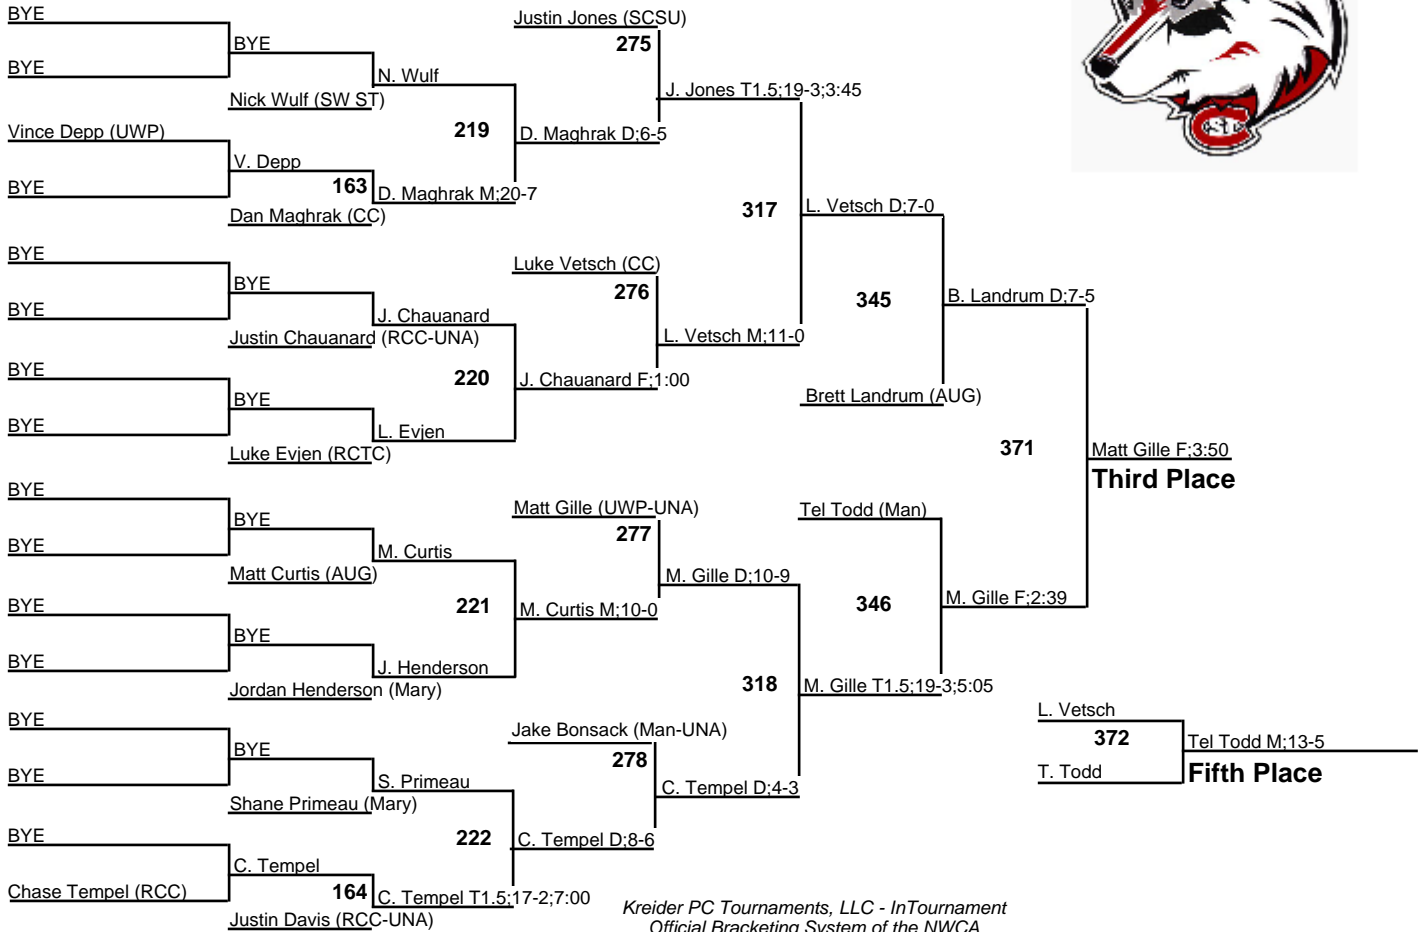 BYE
Justin Jones (SCSU)
275
BYE
BYE
N. Wulf
J. Jones T1.5;19-3;3:45
Nick Wulf (SW ST)
219
D. Maghrak D;6-5
Vince Depp (UWP)
V. Depp
163
D. Maghrak M;20-7
BYE
Dan Maghrak (CC)
317
L. Vetsch D;7-0
BYE
Luke Vetsch (CC)
276
BYE
345
B. Landrum D;7-5
BYE
J. Chauanard
Justin Chauanard (RCC-UNA)
L. Vetsch M;11-0
BYE
220
J. Chauanard F;1:00
BYE
Brett Landrum (AUG)
BYE
L. Evjen
Luke Evjen (RCTC)
371
Matt Gille F;3:50
Third Place
BYE
Matt Gille (UWP-UNA)
Tel Todd (Man)
BYE
277
BYE
M. Curtis
Matt Curtis (AUG)
M. Gille D;10-9
346
M. Gille F;2:39
BYE
221
M. Curtis M;10-0
BYE
BYE
J. Henderson
Jordan Henderson (Mary)
318
M. Gille T1.5;19-3;5:05
BYE
Jake Bonsack (Man-UNA)
L. Vetsch
372
Tel Todd M;13-5
BYE
278
BYE
S. Primeau
T. Todd
Fifth Place
Shane Primeau (Mary)
C. Tempel D;4-3
BYE
222
C. Tempel D;8-6
C. Tempel
Chase Tempel (RCC)
164
C. Tempel T1.5;17-2;7:00
Justin Davis (RCC-UNA)
Kreider PC Tournaments, LLC - InTournament
Official Bracketing System of the NWCA